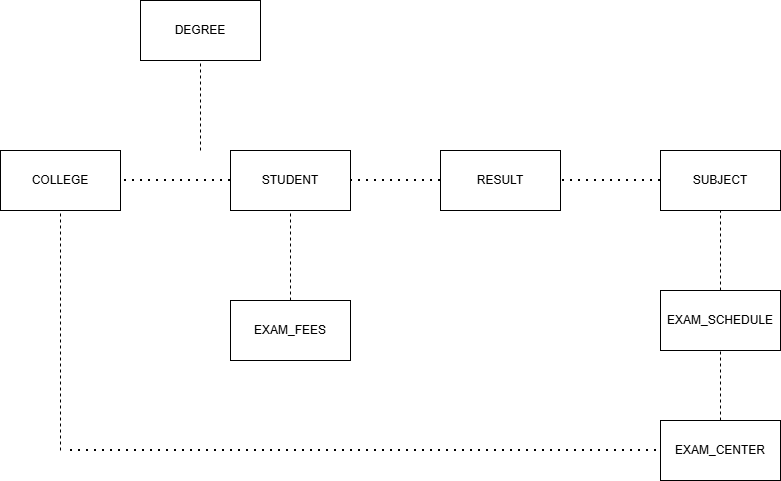 DEGREE
COLLEGE
STUDENT
RESULT
SUBJECT
EXAM_FEES
EXAM_SCHEDULE
EXAM_CENTER